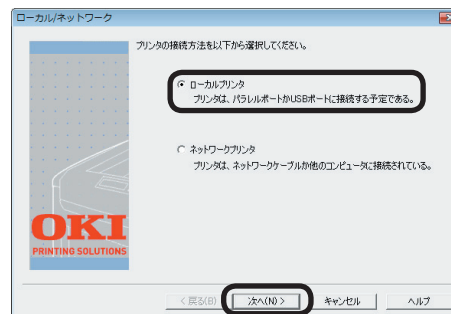 ローカル/ネットワーク
プリンタの接続方法を以下から選択してください。
ローカルプリンタ
プリンタは、パラレルポートかUSBポートに接続する予定である。
ネットワークプリンタ
プリンタは、ネットワークケーブルか他のコンピュータに接続されている。
OKI
PRINTING SOLUTIONS
< 戻る(B)
次へ(N) >
キャンセル
ヘルプ